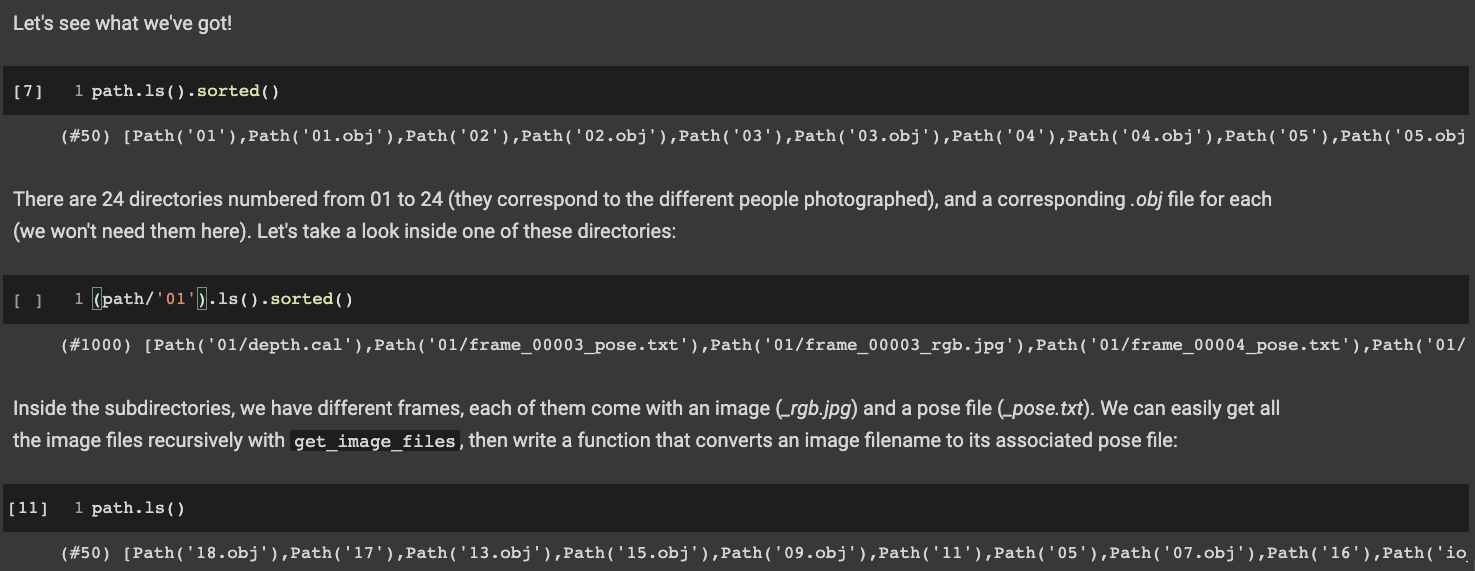 Let's see what we've got!
[7] 1 path.ls().sorted()
(#50) [Path('01'),Path('01.obj'),Path('02'),Path('02.obj'),Path('03'),Path('03.obj'),Path('04'),Path('04.obj'),Path('05'),Path('05.obj
There are 24 directories numbered from 01 to 24 (they correspond to the different people photographed), and a corresponding .obj file for each
(we won't need them here). Let's take a look inside one of these directories:
[ ] 1 (path/'01').ls().sorted()
(#1000) [Path('01/depth.cal'),Path('01/frame_00003_pose.txt'),Path('01/frame_00003_rgb.jpg'),Path('01/frame_00004_pose.txt'),Path('01/
Inside the subdirectories, we have different frames, each of them come with an image (_rgb.jpg) and a pose file (_pose.txt). We can easily get all
the image files recursively with get_image_files, then write a function that converts an image filename to its associated pose file:
[11] 1 path.ls()
(#50) [Path('18.obj'),Path('17'),Path('13.obj'),Path('15.obj'),Path('09.obj'),Path('11'),Path('05'),Path('07.obj'),Path('16'),Path('io_